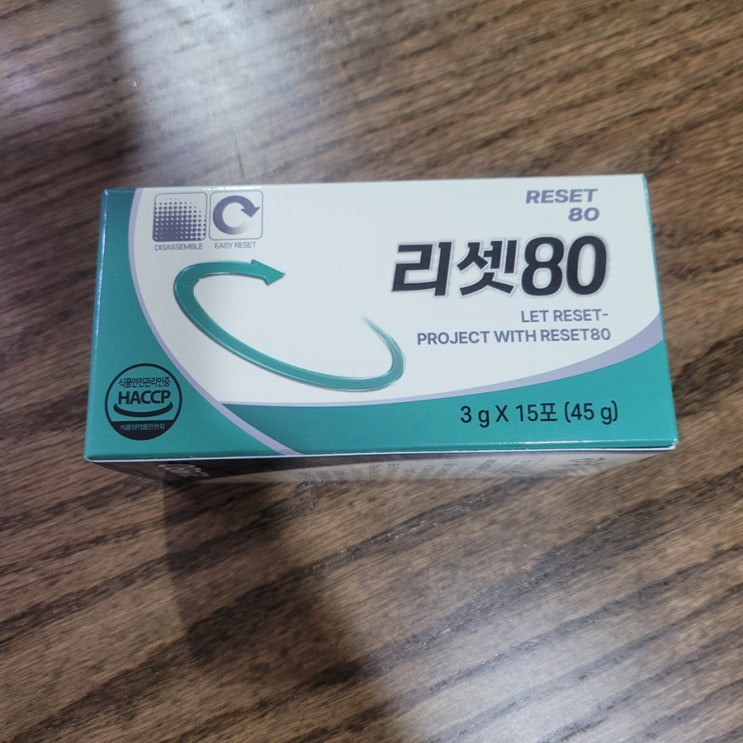 RESET
80
DISASSEMBLE
EASY RESET
리셋80
LET RESET-
PROJECT WITH RESET80
식품안전관리인증
HACCP
식품의약품안전처
3 g X 15포 (45 g)